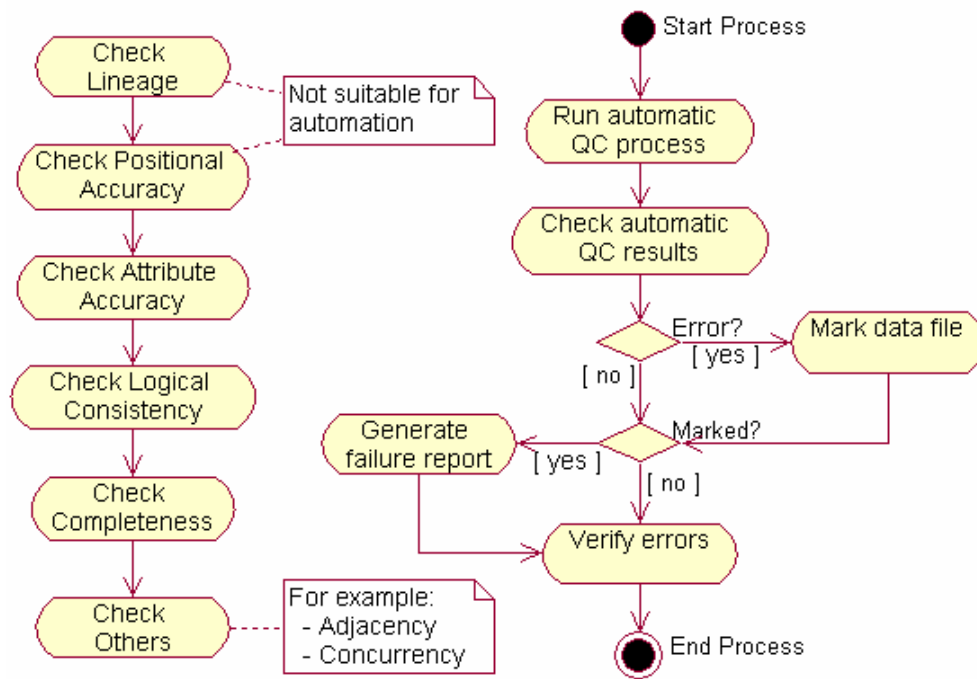 Check
Lineage
Not suitable for
automation
Check Positional
Accuracy
Check Attribute
Accuracy
Check Logical
Consistency
Check
Completeness
Check
Others
For example:
- Adjacency
- Concurrency
Start Process
Run automatic
QC process
Check automatic
QC results
Error?
[ yes ]
Mark data file
[ no ]
Marked?
[ yes ]
Generate
failure report
[ no ]
Verify errors
End Process